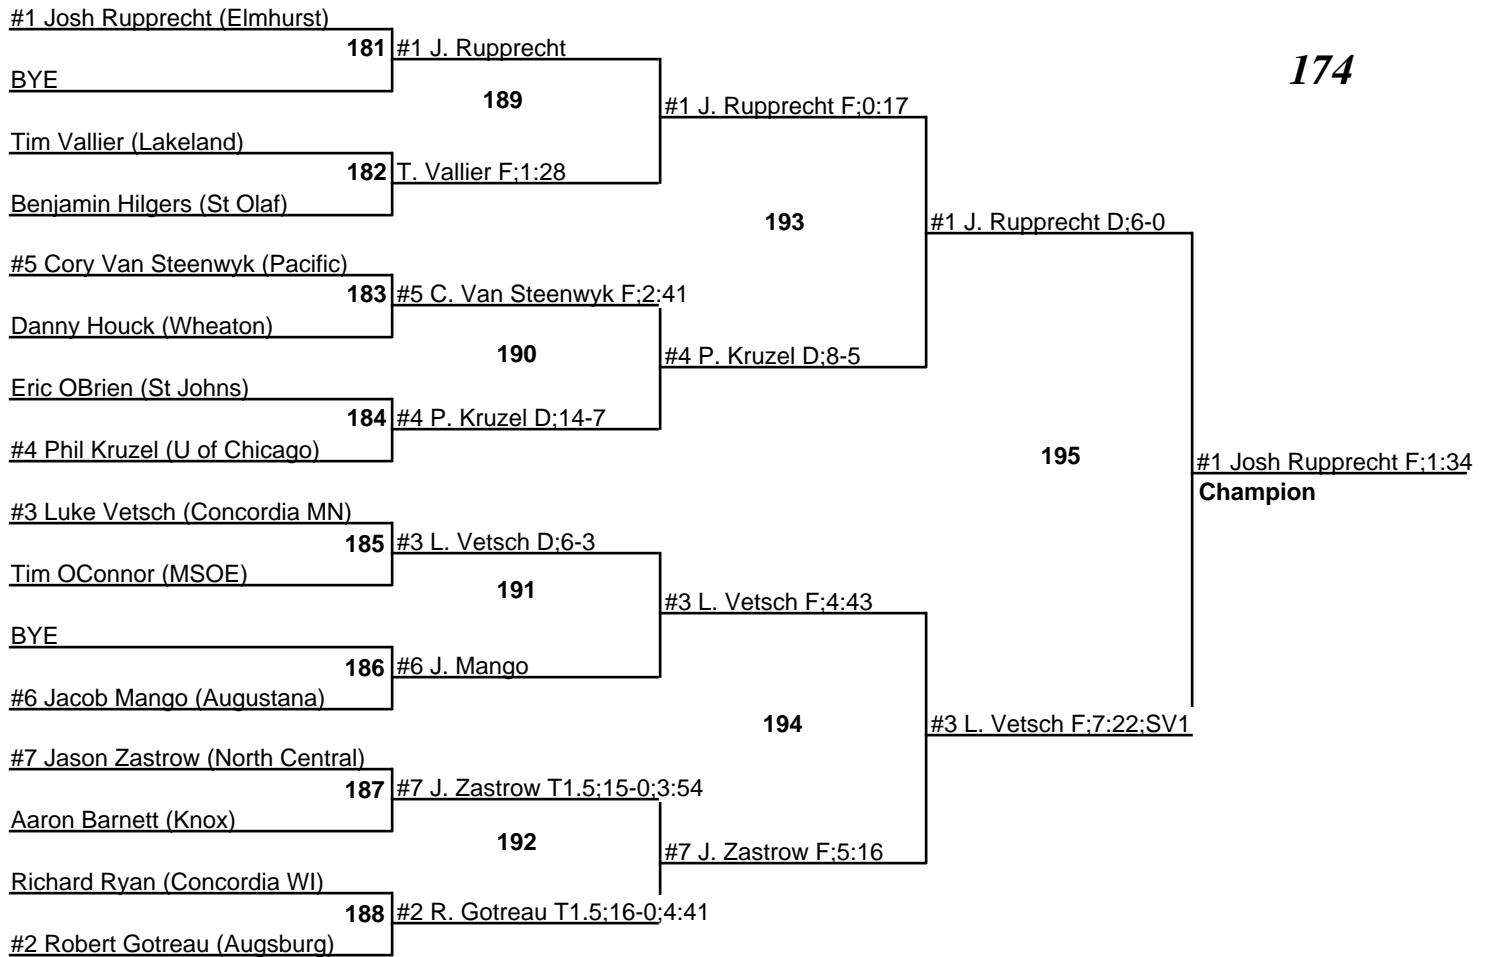 #1 Josh Rupprecht (Elmhurst)
181 #1 J. Rupprecht
174
BYE
189
#1 J. Rupprecht F;0:17
Tim Vallier (Lakeland)
182 T. Vallier F;1:28
Benjamin Hilgers (St Olaf)
193 #1 J. Rupprecht D;6-0
#5 Cory Van Steenwyk (Pacific)
183 #5 C. Van Steenwyk F;2:41
Danny Houck (Wheaton)
190 #4 P. Kruzel D;8-5
Eric OBrien (St Johns)
184 #4 P. Kruzel D;14-7
#4 Phil Kruzel (U of Chicago)
195 #1 Josh Rupprecht F;1:34
Champion
#3 Luke Vetsch (Concordia MN)
185 #3 L. Vetsch D;6-3
Tim OConnor (MSOE)
191
#3 L. Vetsch F;4:43
BYE
186 #6 J. Mango
#6 Jacob Mango (Augustana)
194 #3 L. Vetsch F;7:22;SV1
#7 Jason Zastrow (North Central)
187 #7 J. Zastrow T1.5;15-0;3:54
Aaron Barnett (Knox)
192 #7 J. Zastrow F;5:16
Richard Ryan (Concordia WI)
188 #2 R. Gotreau T1.5;16-0;4:41
#2 Robert Gotreau (Augsburg)